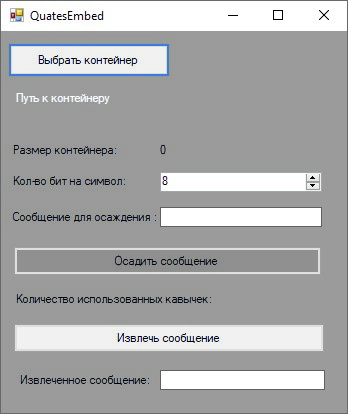 QuatesEmbed
Выбрать контейнер
Путь к контейнеру
Размер контейнера: 0
Кол-во бит на символ: 8
Сообщение для осаждения :
Осадить сообщение
Количество использованных кавычек:
Извлечь сообщение
Извлеченное сообщение: